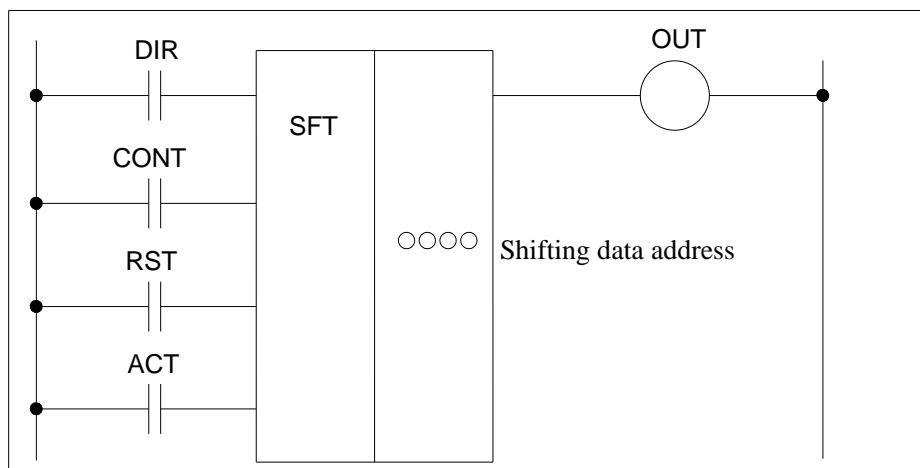 DIR
OUT
SFT
CONT
RST
○○○○
Shifting data address
ACT